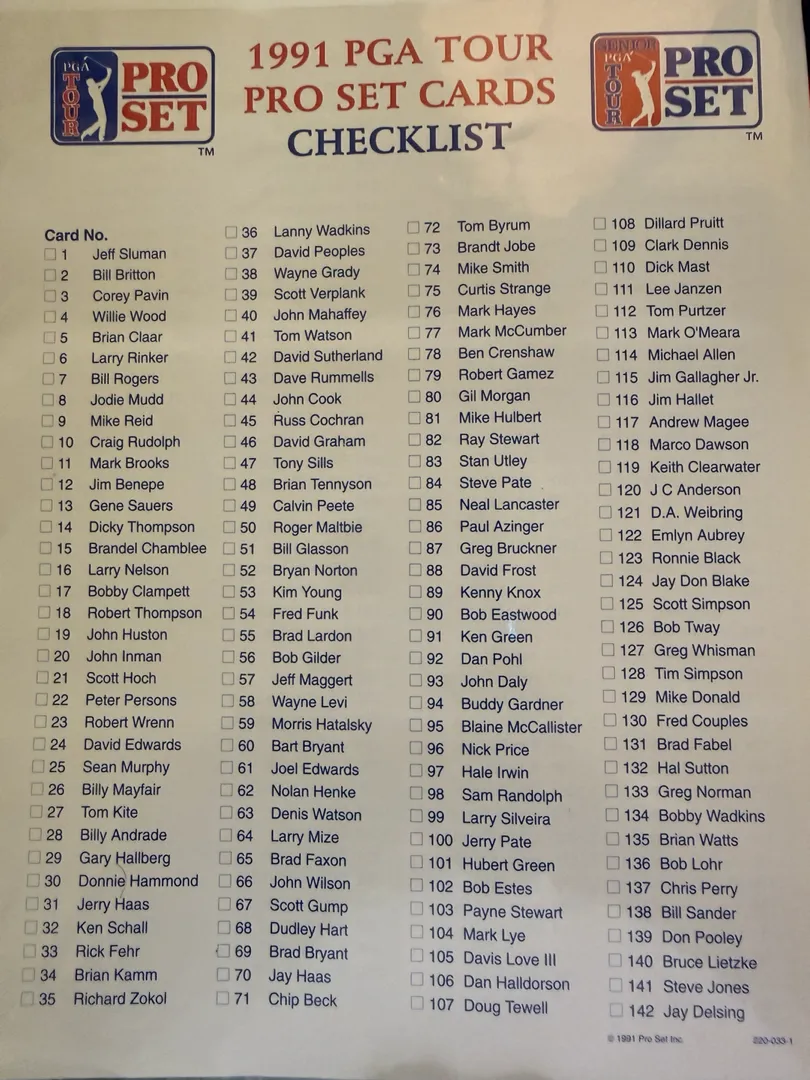 PGA TOUR PRO SET TM
1991 PGA TOUR
PRO SET CARDS
CHECKLIST
SENIOR PGA TOUR PRO SET TM
Card No.
1 Jeff Sluman
2 Bill Britton
3 Corey Pavin
4 Willie Wood
5 Brian Claar
6 Larry Rinker
7 Bill Rogers
8 Jodie Mudd
9 Mike Reid
10 Craig Rudolph
11 Mark Brooks
12 Jim Benepe
13 Gene Sauers
14 Dicky Thompson
15 Brandel Chamblee
16 Larry Nelson
17 Bobby Clampett
18 Robert Thompson
19 John Huston
20 John Inman
21 Scott Hoch
22 Peter Persons
23 Robert Wrenn
24 David Edwards
25 Sean Murphy
26 Billy Mayfair
27 Tom Kite
28 Billy Andrade
29 Gary Hallberg
30 Donnie Hammond
31 Jerry Haas
32 Ken Schall
33 Rick Fehr
34 Brian Kamm
35 Richard Zokol
36 Lanny Wadkins
37 David Peoples
38 Wayne Grady
39 Scott Verplank
40 John Mahaffey
41 Tom Watson
42 David Sutherland
43 Dave Rummells
44 John Cook
45 Russ Cochran
46 David Graham
47 Tony Sills
48 Brian Tennyson
49 Calvin Peete
50 Roger Maltbie
51 Bill Glasson
52 Bryan Norton
53 Kim Young
54 Fred Funk
55 Brad Lardon
56 Bob Gilder
57 Jeff Maggert
58 Wayne Levi
59 Morris Hatalsky
60 Bart Bryant
61 Joel Edwards
62 Nolan Henke
63 Denis Watson
64 Larry Mize
65 Brad Faxon
66 John Wilson
67 Scott Gump
68 Dudley Hart
69 Brad Bryant
70 Jay Haas
71 Chip Beck
72 Tom Byrum
73 Brandt Jobe
74 Mike Smith
75 Curtis Strange
76 Mark Hayes
77 Mark McCumber
78 Ben Crenshaw
79 Robert Gamez
80 Gil Morgan
81 Mike Hulbert
82 Ray Stewart
83 Stan Utley
84 Steve Pate
85 Neal Lancaster
86 Paul Azinger
87 Greg Bruckner
88 David Frost
89 Kenny Knox
90 Bob Eastwood
91 Ken Green
92 Dan Pohl
93 John Daly
94 Buddy Gardner
95 Blaine McCallister
96 Nick Price
97 Hale Irwin
98 Sam Randolph
99 Larry Silveira
100 Jerry Pate
101 Hubert Green
102 Bob Estes
103 Payne Stewart
104 Mark Lye
105 Davis Love III
106 Dan Halldorson
107 Doug Tewell
108 Dillard Pruitt
109 Clark Dennis
110 Dick Mast
111 Lee Janzen
112 Tom Purtzer
113 Mark O'Meara
114 Michael Allen
115 Jim Gallagher Jr.
116 Jim Hallet
117 Andrew Magee
118 Marco Dawson
119 Keith Clearwater
120 J C Anderson
121 D.A. Weibring
122 Emlyn Aubrey
123 Ronnie Black
124 Jay Don Blake
125 Scott Simpson
126 Bob Tway
127 Greg Whisman
128 Tim Simpson
129 Mike Donald
130 Fred Couples
131 Brad Fabel
132 Hal Sutton
133 Greg Norman
134 Bobby Wadkins
135 Brian Watts
136 Bob Lohr
137 Chris Perry
138 Bill Sander
139 Don Pooley
140 Bruce Lietzke
141 Steve Jones
142 Jay Delsing
© 1991 Pro Set Inc. 220-033-1